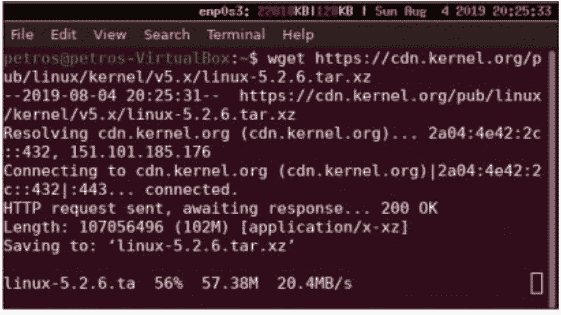 enp0s3: KB| KB | Sun Aug 4 2019 20:25:33
File Edit View Search Terminal Help
petros@petros-VirtualBox:~$ wget https://cdn.kernel.org/p
ub/linux/kernel/v5.x/linux-5.2.6.tar.xz
--2019-08-04 20:25:31-- https://cdn.kernel.org/pub/linux
/kernel/v5.x/linux-5.2.6.tar.xz
Resolving cdn.kernel.org (cdn.kernel.org)... 2a04:4e42:2c
::432, 151.101.185.176
Connecting to cdn.kernel.org (cdn.kernel.org)|2a04:4e42:2
c::432|:443... connected.
HTTP request sent, awaiting response... 200 OK
Length: 107056496 (102M) [application/x-xz]
Saving to: ‘linux-5.2.6.tar.xz’
linux-5.2.6.ta 56% 57.38M 20.4MB/s